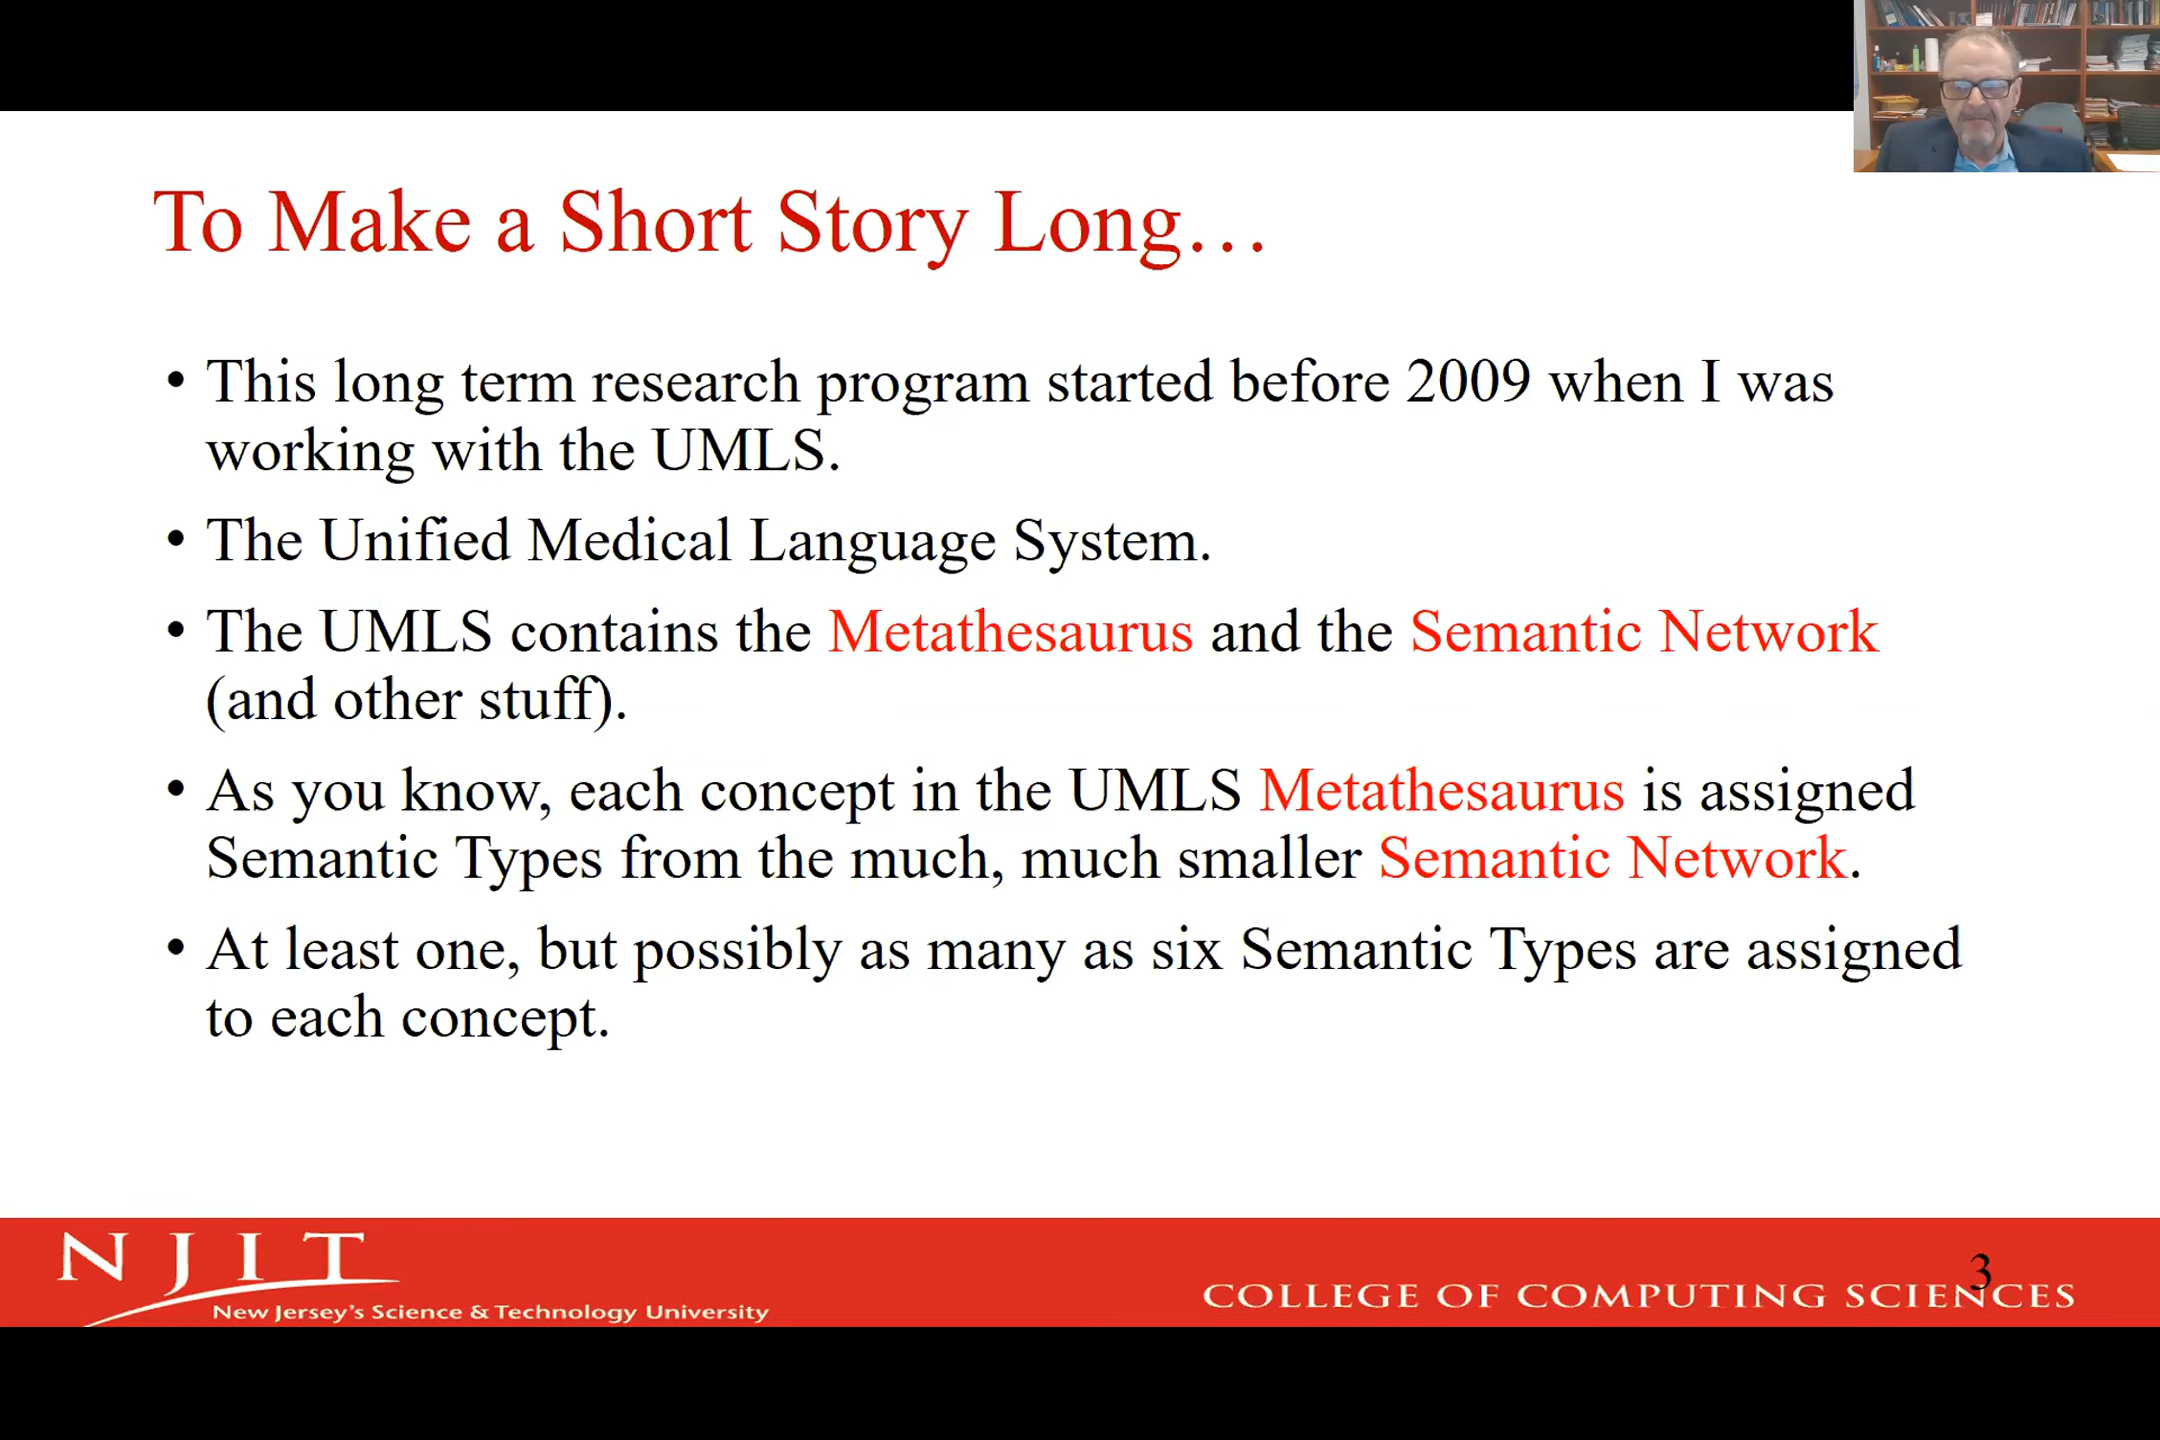 To Make a Short Story Long…
• This long term research program started before 2009 when I was
working with the UMLS.
• The Unified Medical Language System.
• The UMLS contains the Metathesaurus and the Semantic Network
(and other stuff).
• As you know, each concept in the UMLS Metathesaurus is assigned
Semantic Types from the much, much smaller Semantic Network.
• At least one, but possibly as many as six Semantic Types are assigned
to each concept.
NJIT
New Jersey's Science & Technology University
3
COLLEGE OF COMPUTING SCIENCES